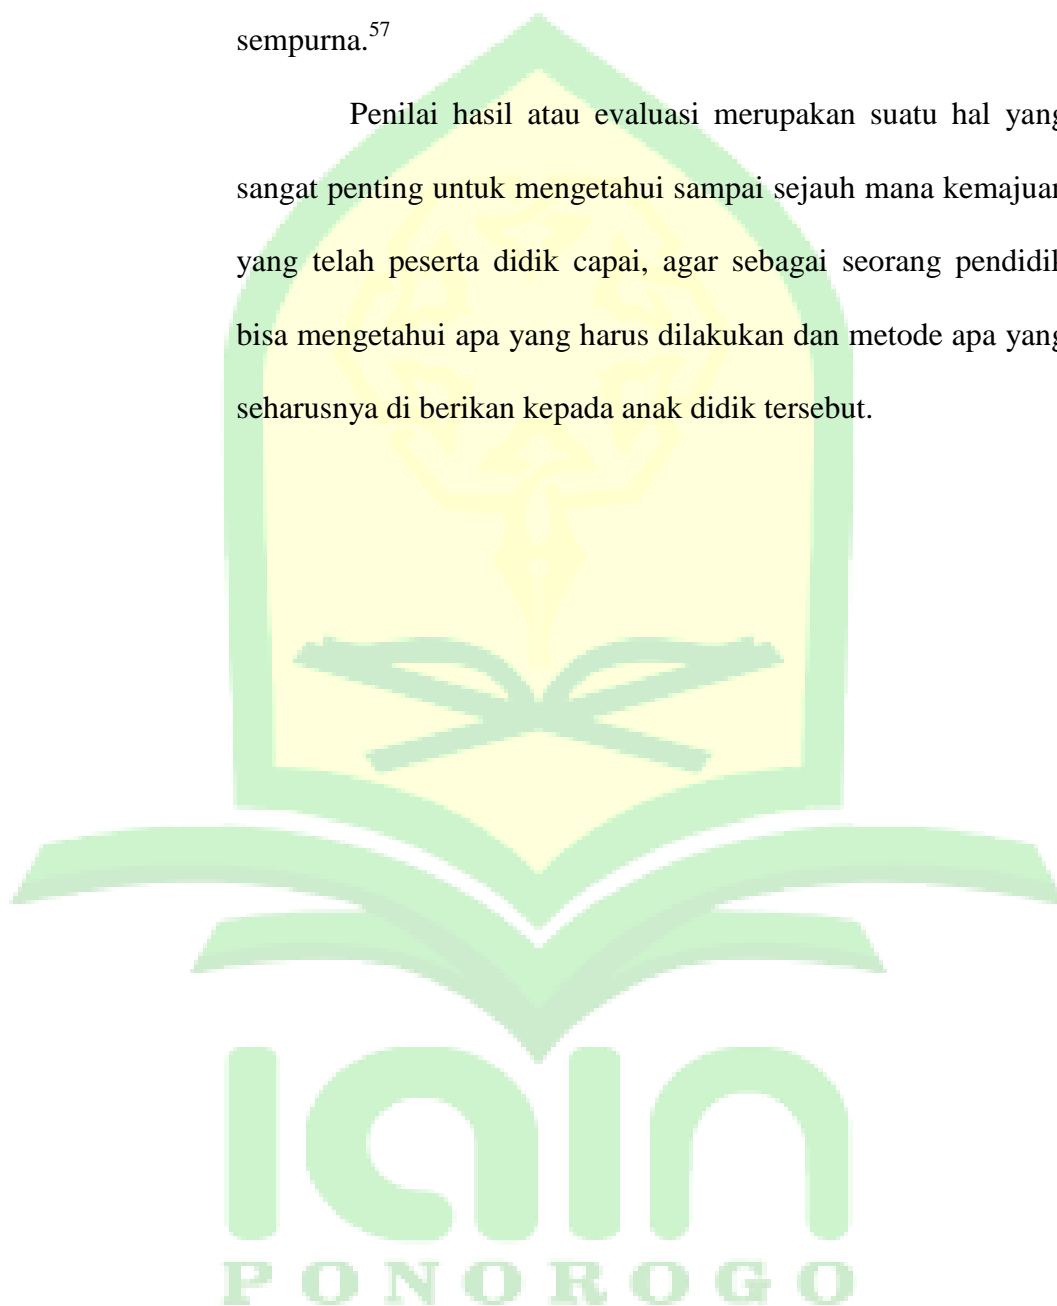 sempurna.57
Penilai hasil atau evaluasi merupakan suatu hal yang
sangat penting untuk mengetahui sampai sejauh mana kemajuan
yang telah peserta didik capai, agar sebagai seorang pendidik
bisa mengetahui apa yang harus dilakukan dan metode apa yang
seharusnya di berikan kepada anak didik tersebut.
iain
PONOROGO